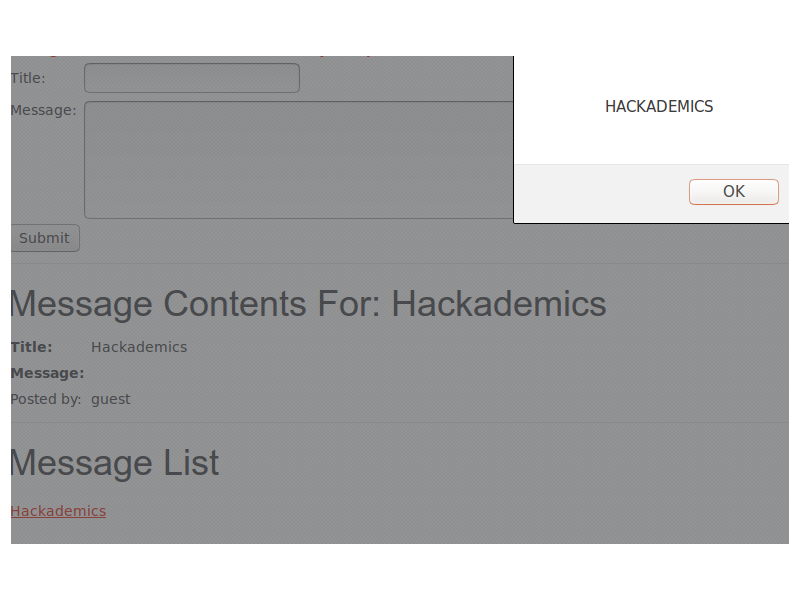 Title:
HACKADEMICS
Message:
OK
Submit
Message Contents For: Hackademics
Title: Hackademics
Message:
Posted by: guest
Message List
Hackademics